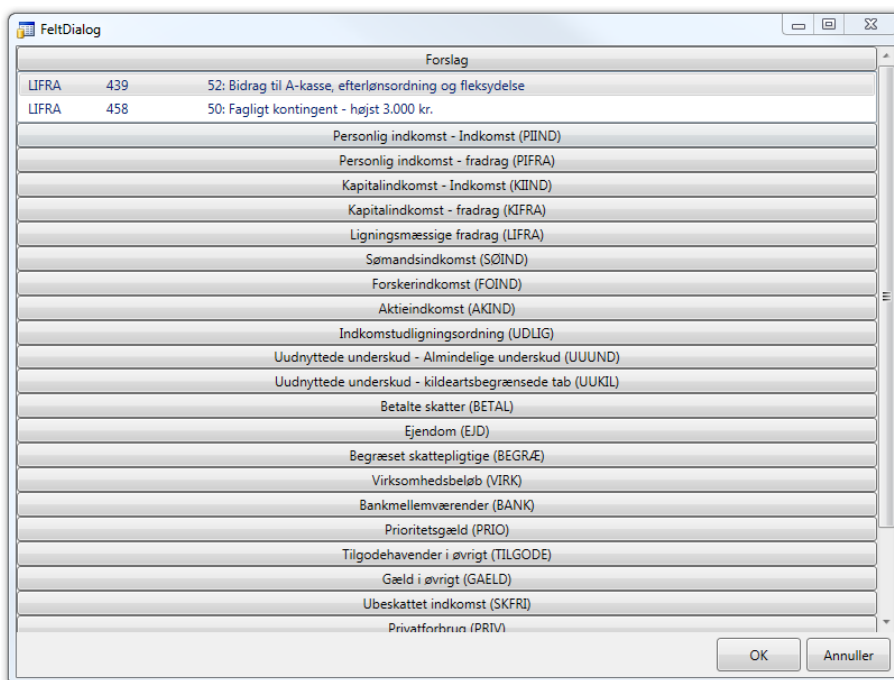 FeltDialog
Forslag
LIFRA 439 52: Bidrag til A-kasse, efterlønsordning og fleksydelse
LIFRA 458 50: Fagligt kontingent - højst 3.000 kr.
Personlig indkomst - Indkomst (PIIND)
Personlig indkomst - fradrag (PIFRA)
Kapitalindkomst - Indkomst (KIIND)
Kapitalindkomst - fradrag (KIFRA)
Ligningsmæssige fradrag (LIFRA)
Sømandsindkomst (SØIND)
Forskerindkomst (FOIND)
Aktieindkomst (AKIND)
Indkomstudligningsordning (UDLIG)
Uudnyttede underskud - Almindelige underskud (UUUND)
Uudnyttede underskud - kildeartsbegrænsede tab (UUKIL)
Betalte skatter (BETAL)
Ejendom (EJD)
Begræset skattepligtige (BEGRÆ)
Virksomhedsbeløb (VIRK)
Bankmellemværender (BANK)
Prioritetsgæld (PRIO)
Tilgodehavender i øvrigt (TILGODE)
Gæld i øvrigt (GAELD)
Ubeskattet indkomst (SKFRI)
Privatforbrug (PRIV)
OK Annuller